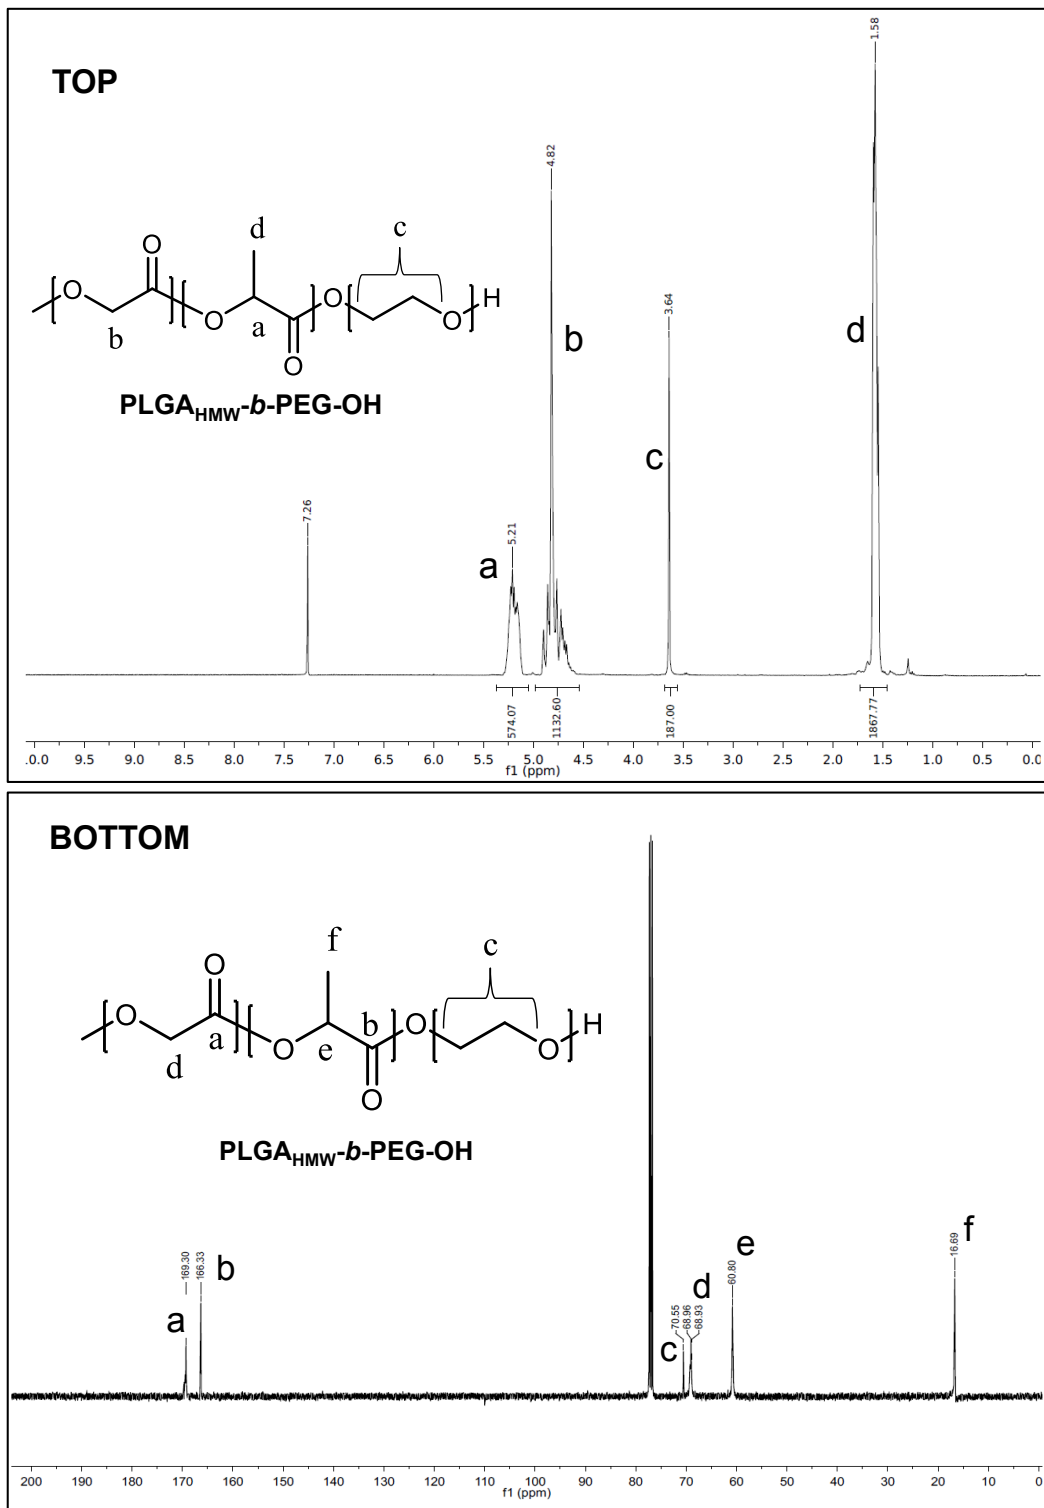 TOP
1.58
4.82
3.64
5.21
7.26
d
O
O
O
a
b
O
O
c
O
H
PLGAHMW-b-PEG-OH
a
b
c
d
574.07
1132.60
187.00
1867.77
.0.0 9.5 9.0 8.5 8.0 7.5 7.0 6.5 6.0 5.5 5.0 4.5 4.0 3.5 3.0 2.5 2.0 1.5 1.0 0.5 0.0
f1 (ppm)
BOTTOM
f
c
O
O
a
d
O
e
b
O
O
O
H
PLGAHMW-b-PEG-OH
169.30
166.33
70.55
68.96
68.93
60.80
16.69
a
b
c
d
e
f
200 190 180 170 160 150 140 130 120 110 100 90 80 70 60 50 40 30 20 10 0
f1 (ppm)